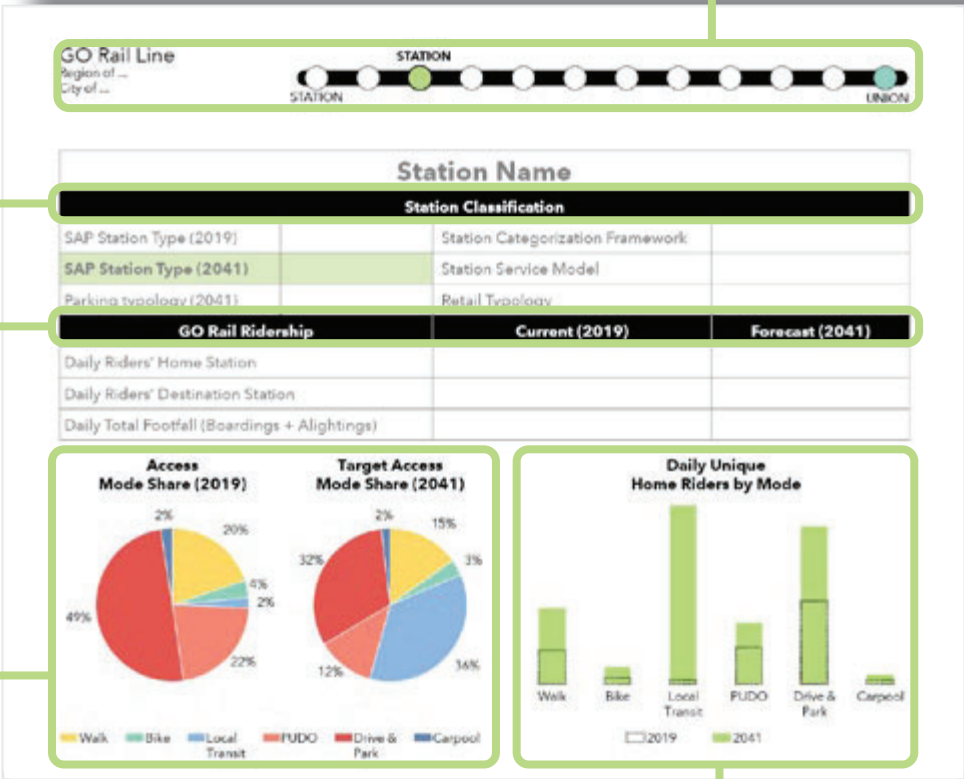 GO Rail Line
Region of ...
City of ...
STATION
STATION
UNION
Station Name
Station Classification
SAP Station Type (2019) Station Categorization Framework
SAP Station Type (2041) Station Service Model
Parking typology (2041) Retail Typology
GO Rail Ridership Current (2019) Forecast (2041)
Daily Riders' Home Station
Daily Riders' Destination Station
Daily Total Footfall (Boardings + Alightings)
Access
Mode Share (2019)
2%
20%
4%
2%
22%
49%
Target Access
Mode Share (2041)
2%
15%
3%
36%
12%
32%
Walk Bike Local Transit PUDO Drive & Park Carpool
Daily Unique
Home Riders by Mode
Walk Bike Local Transit PUDO Drive & Park Carpool
2019 2041